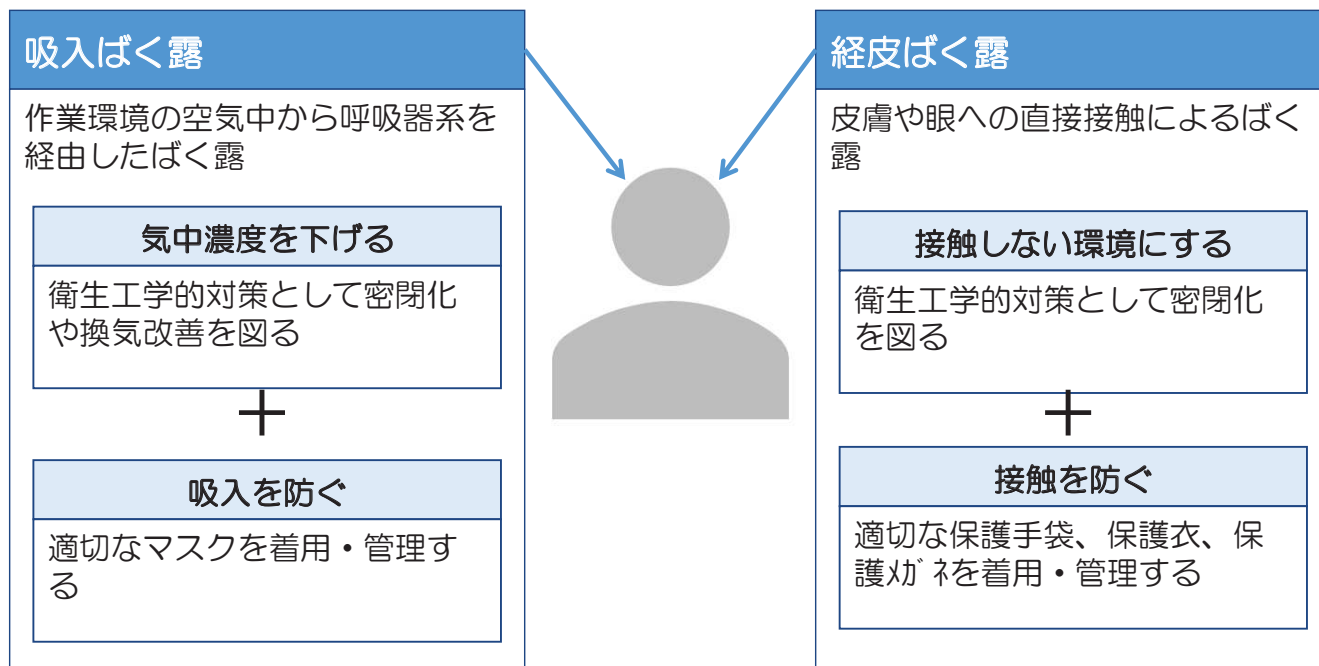 吸入ばく露
作業環境の空気中から呼吸器系を
経由したばく露
気中濃度を下げる
衛生工学的対策として密閉化
や換気改善を図る
＋
吸入を防ぐ
適切なマスクを着用・管理す
る
経皮ばく露
皮膚や眼への直接接触によるばく
露
接触しない環境にする
衛生工学的対策として密閉化
を図る
＋
接触を防ぐ
適切な保護手袋、保護衣、保
護ﾒｶﾞﾈを着用・管理する